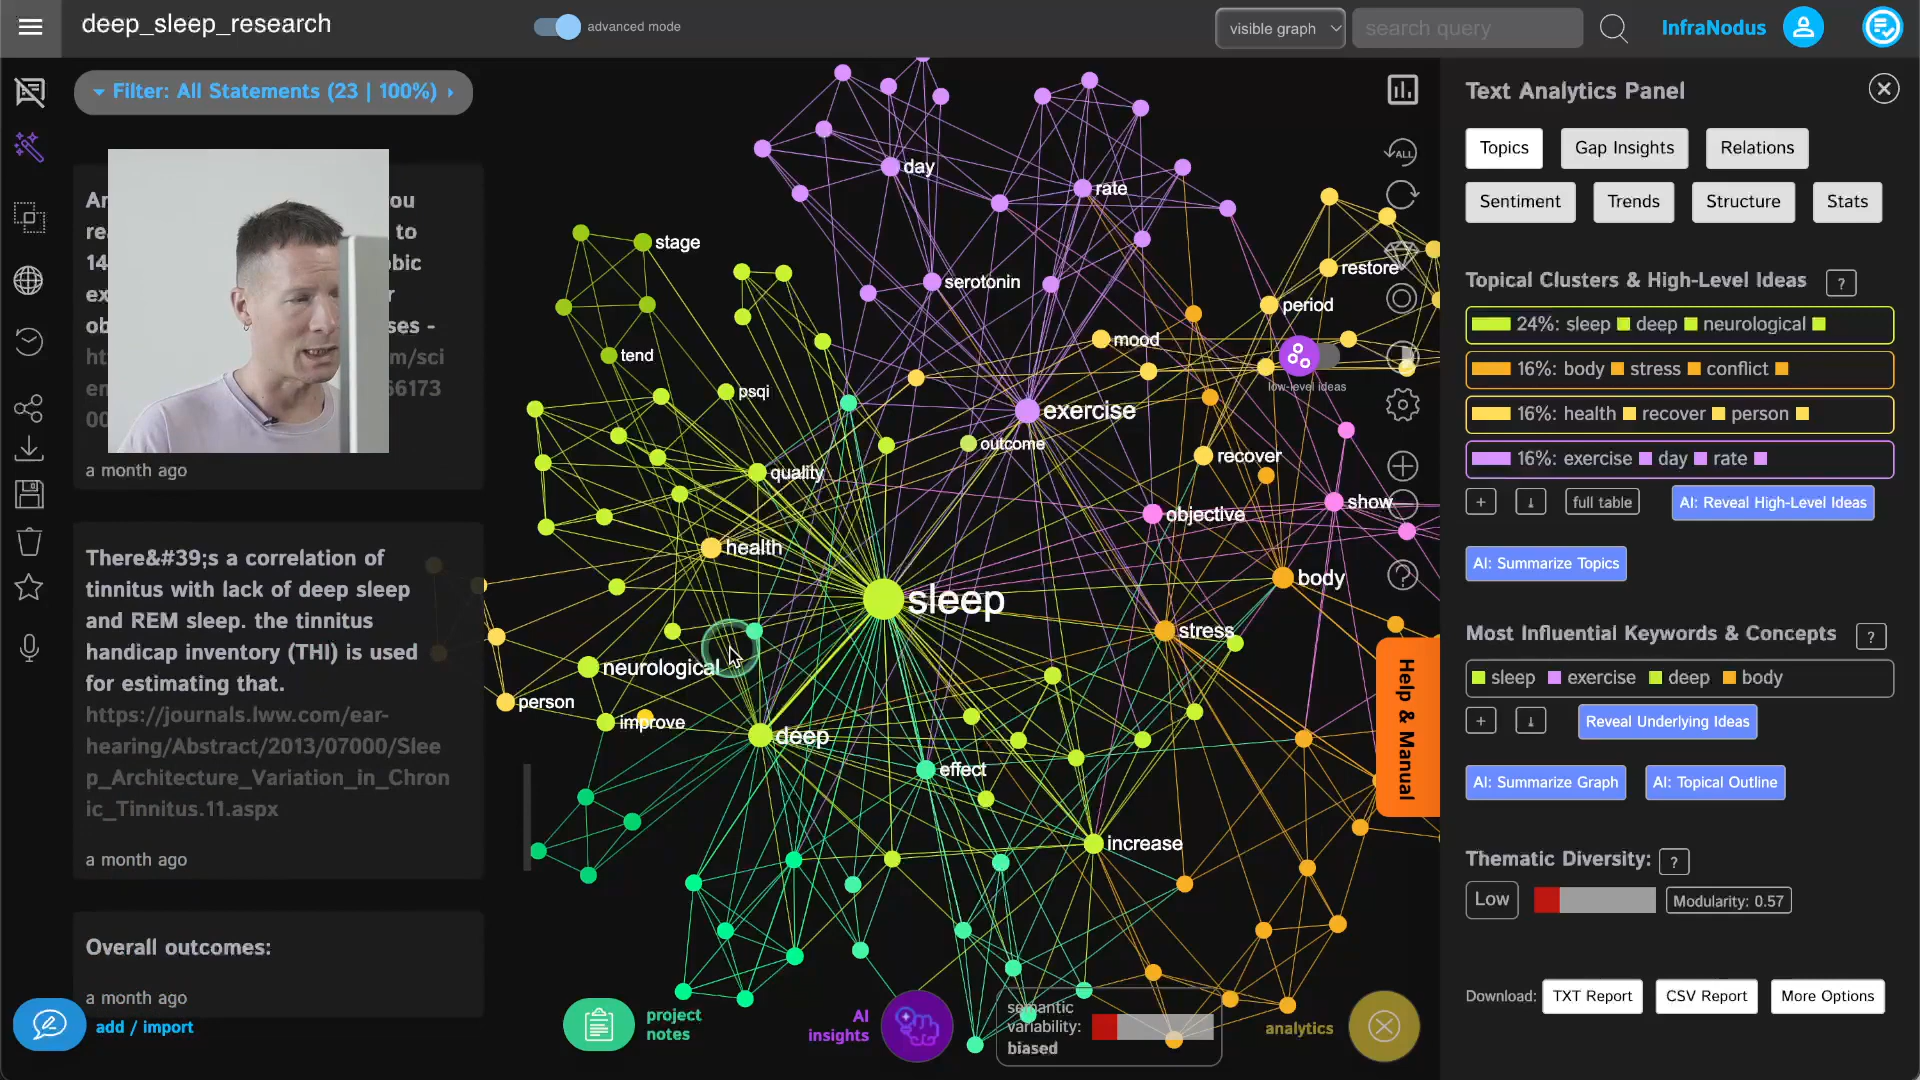 deep_sleep_research
advanced mode
visible graph
search query
InfraNodus
Filter: All Statements (23 | 100%)
a month ago
There&#39;s a correlation of
tinnitus with lack of deep sleep
and REM sleep. the tinnitus
handicap inventory (THI) is used
for estimating that.
https://journals.lww.com/ear-
hearing/Abstract/2013/07000/Slee
p_Architecture_Variation_in_Chron
ic_Tinnitus.11.aspx
a month ago
Overall outcomes:
a month ago
add / import
day
rate
stage
serotonin
restore
period
mood
tend
psqi
low-level ideas
exercise
outcome
recover
quality
show
objective
health
body
sleep
stress
neurological
person
improve
deep
effect
increase
ALL
Help & Manual
project
notes
AI
insights
semantic
variability:
biased
analytics
Text Analytics Panel
Topics
Gap Insights
Relations
Sentiment
Trends
Structure
Stats
Topical Clusters & High-Level Ideas
?
24%: sleep deep neurological
16%: body stress conflict
16%: health recover person
16%: exercise day rate
full table
AI: Reveal High-Level Ideas
AI: Summarize Topics
Most Influential Keywords & Concepts
?
sleep exercise deep body
Reveal Underlying Ideas
AI: Summarize Graph
AI: Topical Outline
Thematic Diversity:
?
Low
Modularity: 0.57
Download:
TXT Report
CSV Report
More Options